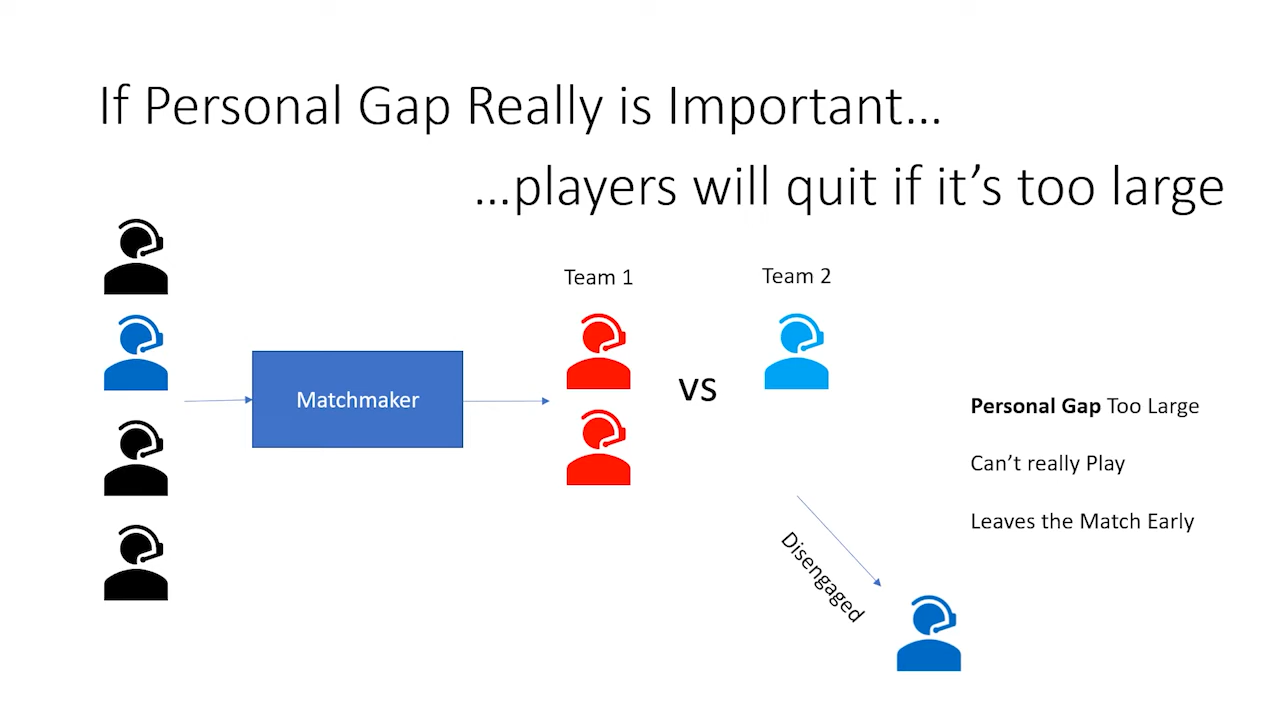 If Personal Gap Really is Important…
…players will quit if it’s too large
Team 1
Team 2
Matchmaker
vs
Personal Gap Too Large
Can’t really Play
Leaves the Match Early
Disengaged